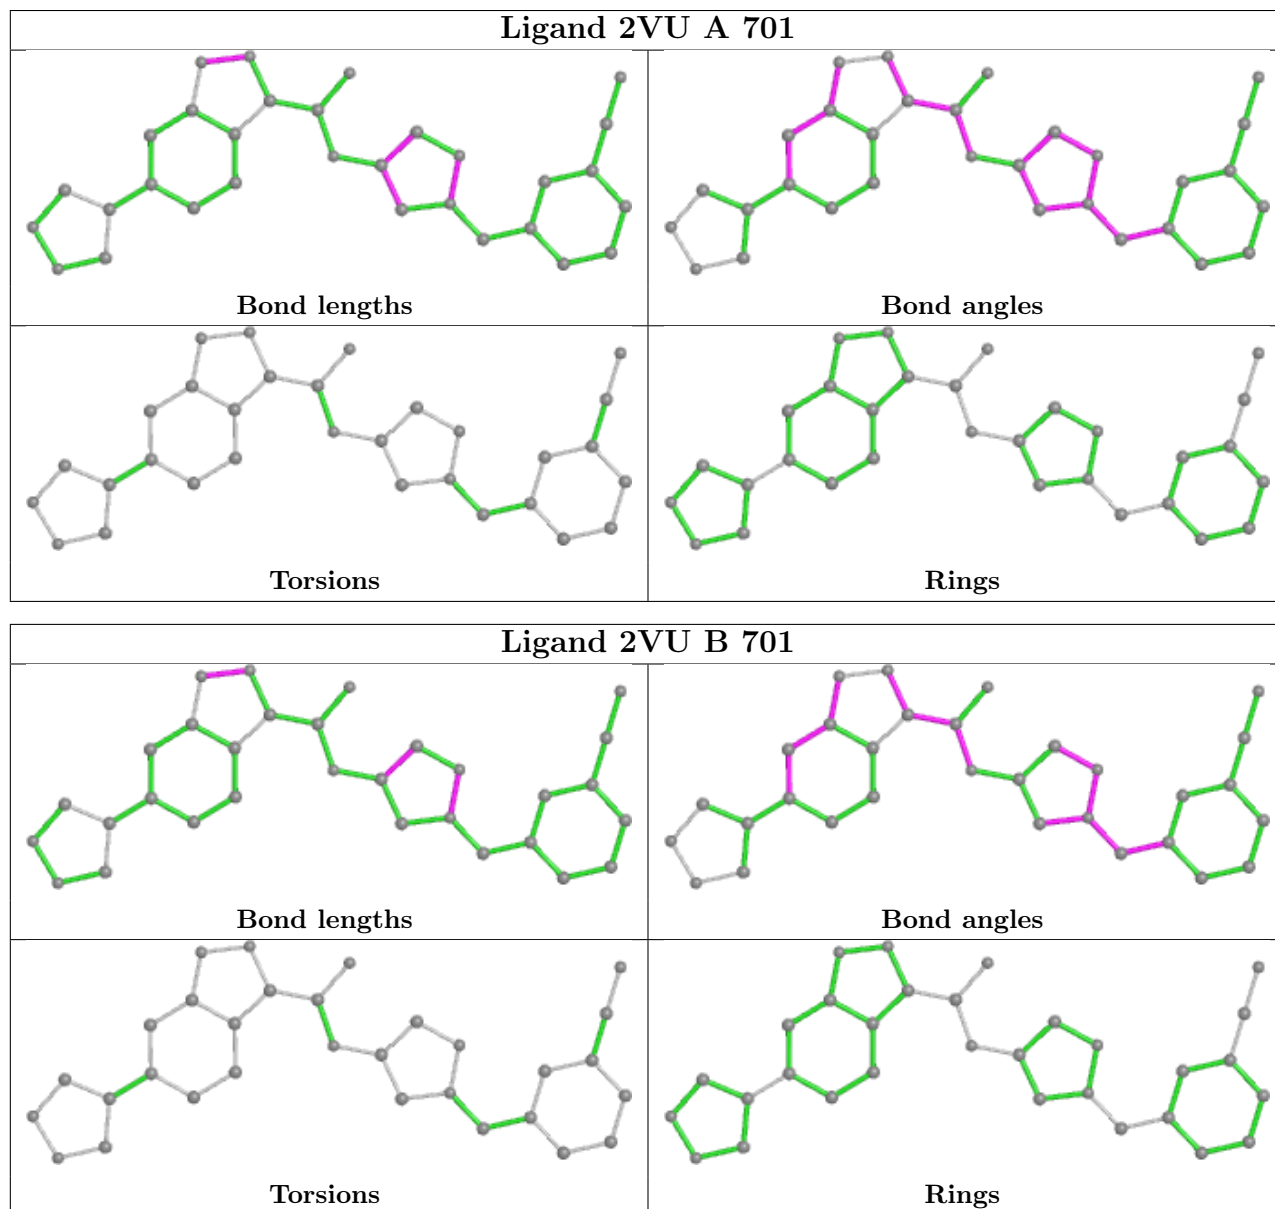 Ligand 2VU A 701
Bond lengths
Bond angles
Torsions
Rings
Ligand 2VU B 701
Bond lengths
Bond angles
Torsions
Rings